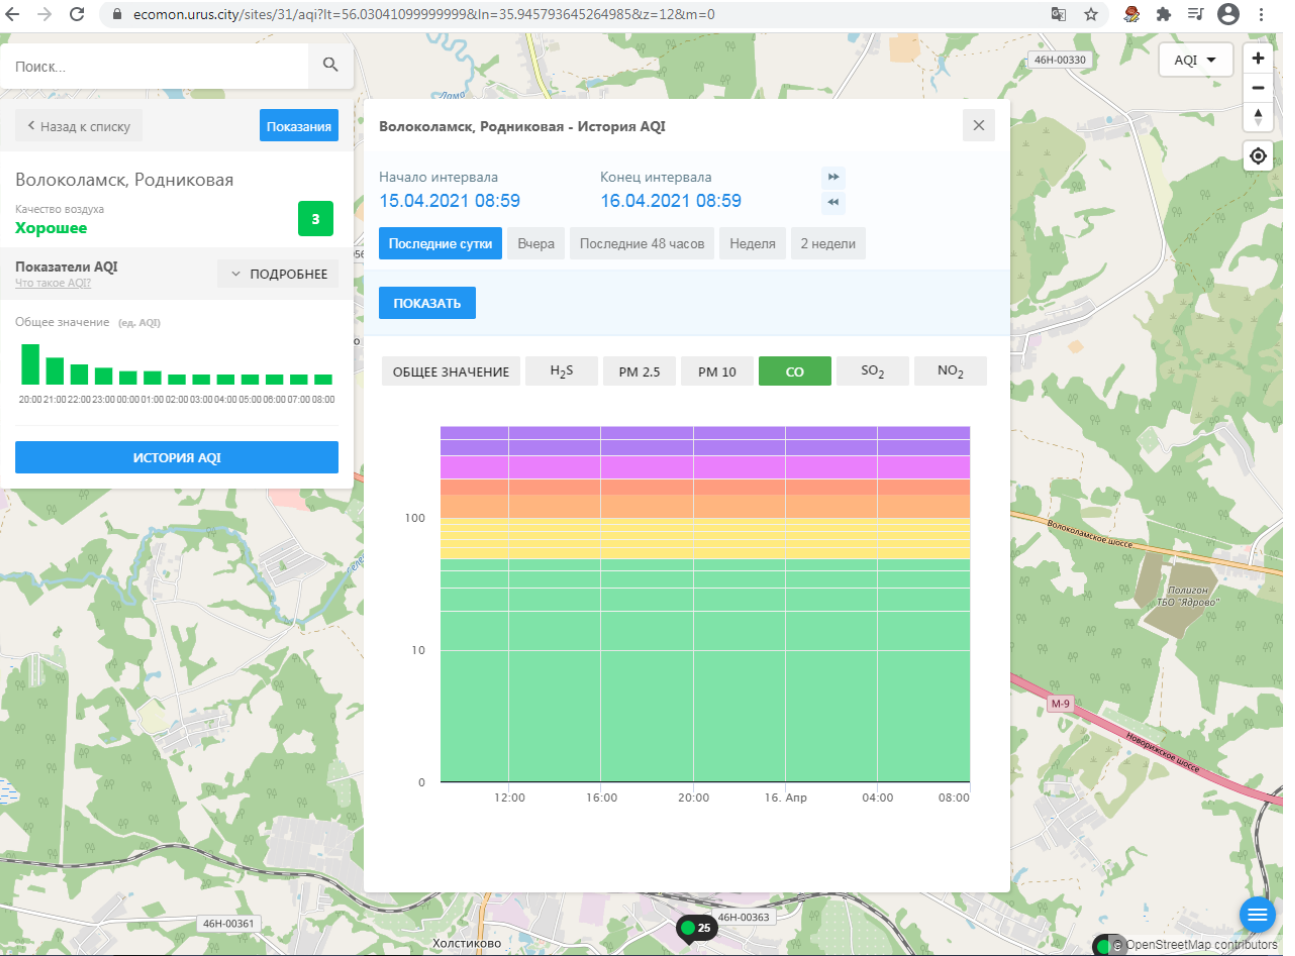 ecomon.urus.city/sites/31/aqi?lt=56.03041099999999&ln=35.945793645264985&z=12&m=0
Поиск...
Назад к списку
Показания
Волоколамск, Родниковая
Качество воздуха
Хорошее
3
Показатели AQI
Что такое AQI?
ПОДРОБНЕЕ
Общее значение (ед. AQI)
20:00 21:00 22:00 23:00 00:00 01:00 02:00 03:00 04:00 05:00 06:00 07:00 08:00
ИСТОРИЯ AQI
Волоколамск, Родниковая - История AQI
Начало интервала
15.04.2021 08:59
Конец интервала
16.04.2021 08:59
Последние сутки
Вчера
Последние 48 часов
Неделя
2 недели
ПОКАЗАТЬ
ОБЩЕЕ ЗНАЧЕНИЕ
H2S
PM 2.5
PM 10
CO
SO2
NO2
100
10
0
12:00
16:00
20:00
16. Апр
04:00
08:00
46Н-00330
AQI
Лама
Волоколамское шоссе
Полигон
ТБО "Ядрово"
М-9
Новорижское шоссе
46Н-00361
46Н-00363
25
Холстиково
© OpenStreetMap contributors